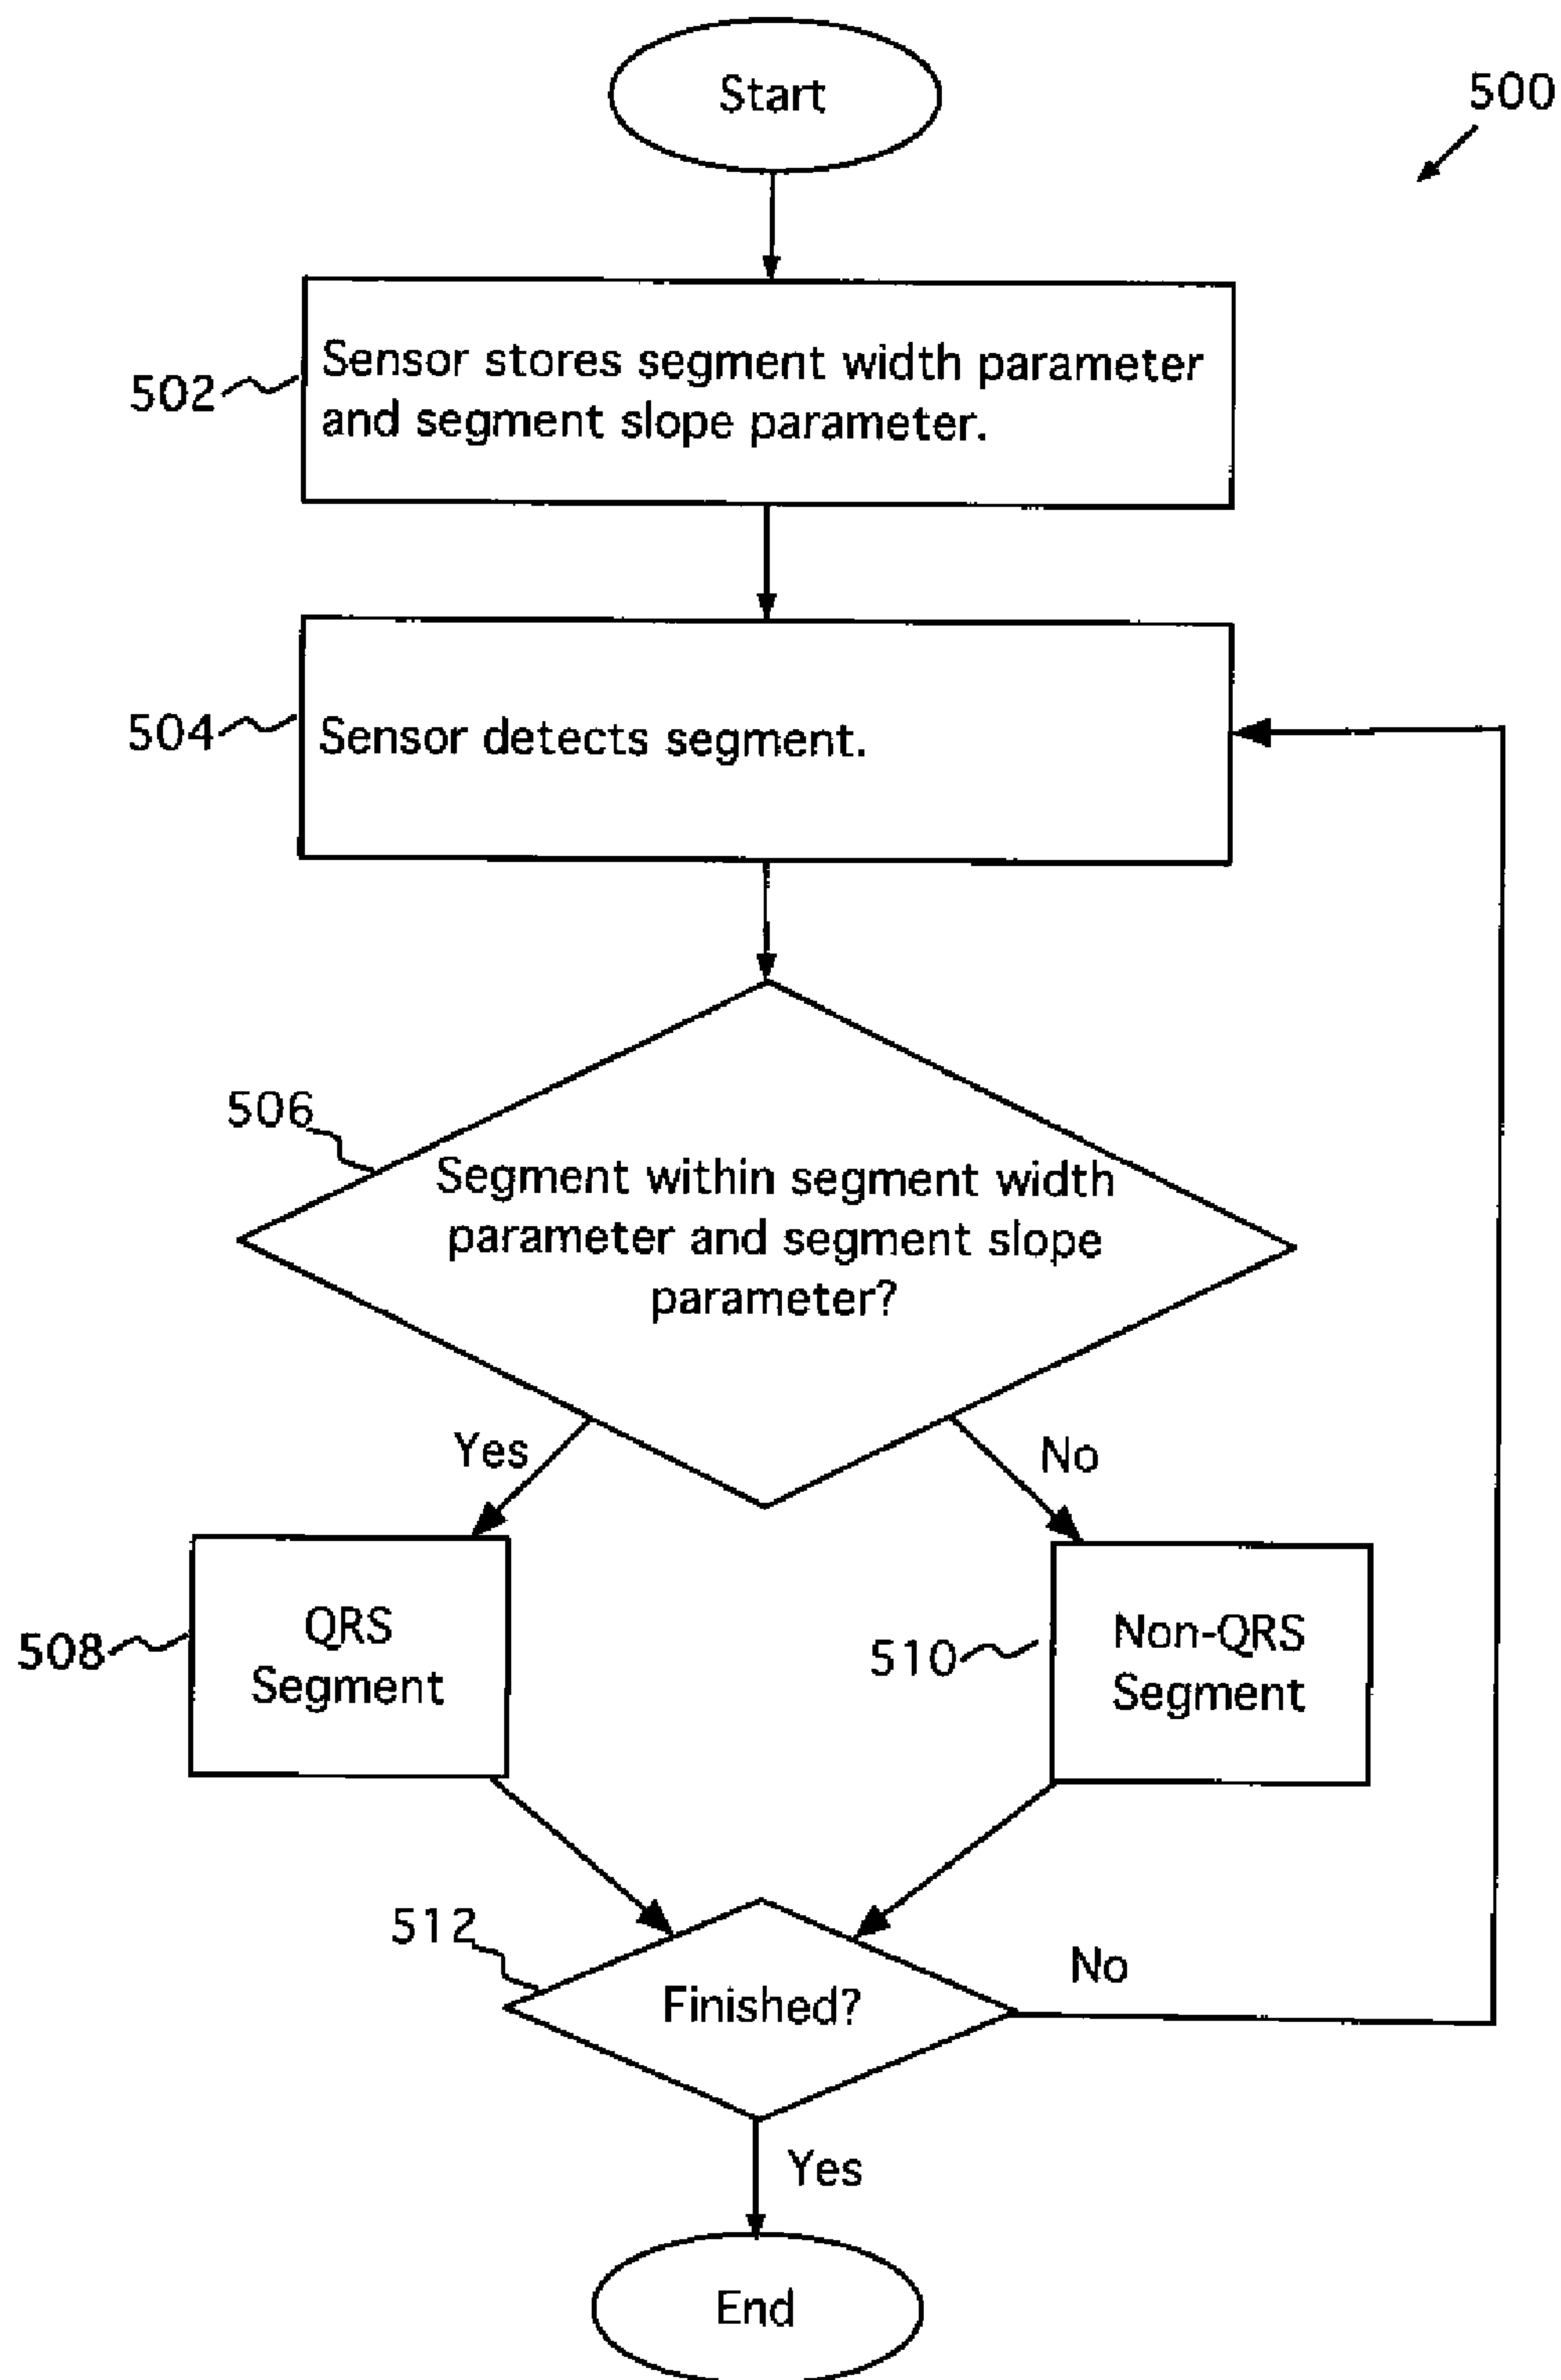 Start
500
502
Sensor stores segment width parameter
and segment slope parameter.
504
Sensor detects segment.
506
Segment within segment width
parameter and segment slope
parameter?
Yes
No
508
QRS
Segment
510
Non-QRS
Segment
512
Finished?
No
Yes
End